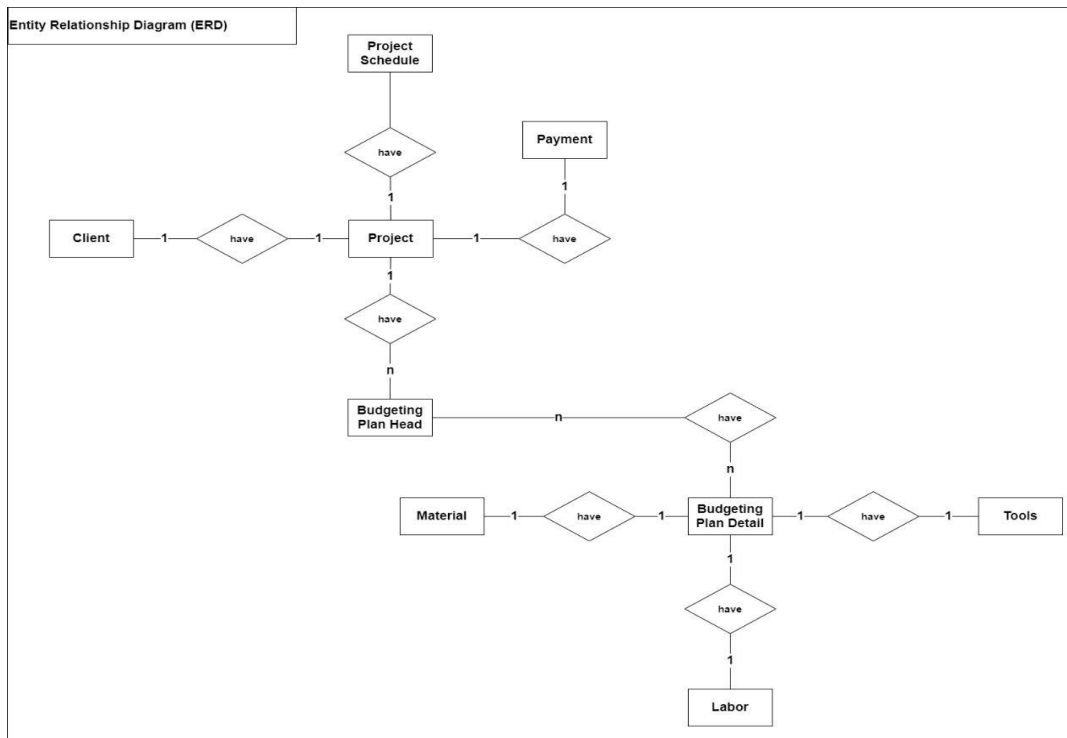 Entity Relationship Diagram (ERD)
Project
Schedule
have
Payment
1
1
Client
1
have
1
Project
1
have
1
have
n
Budgeting
Plan Head
n
have
n
Material
1
have
1
Budgeting
Plan Detail
1
have
1
Tools
1
have
1
Labor